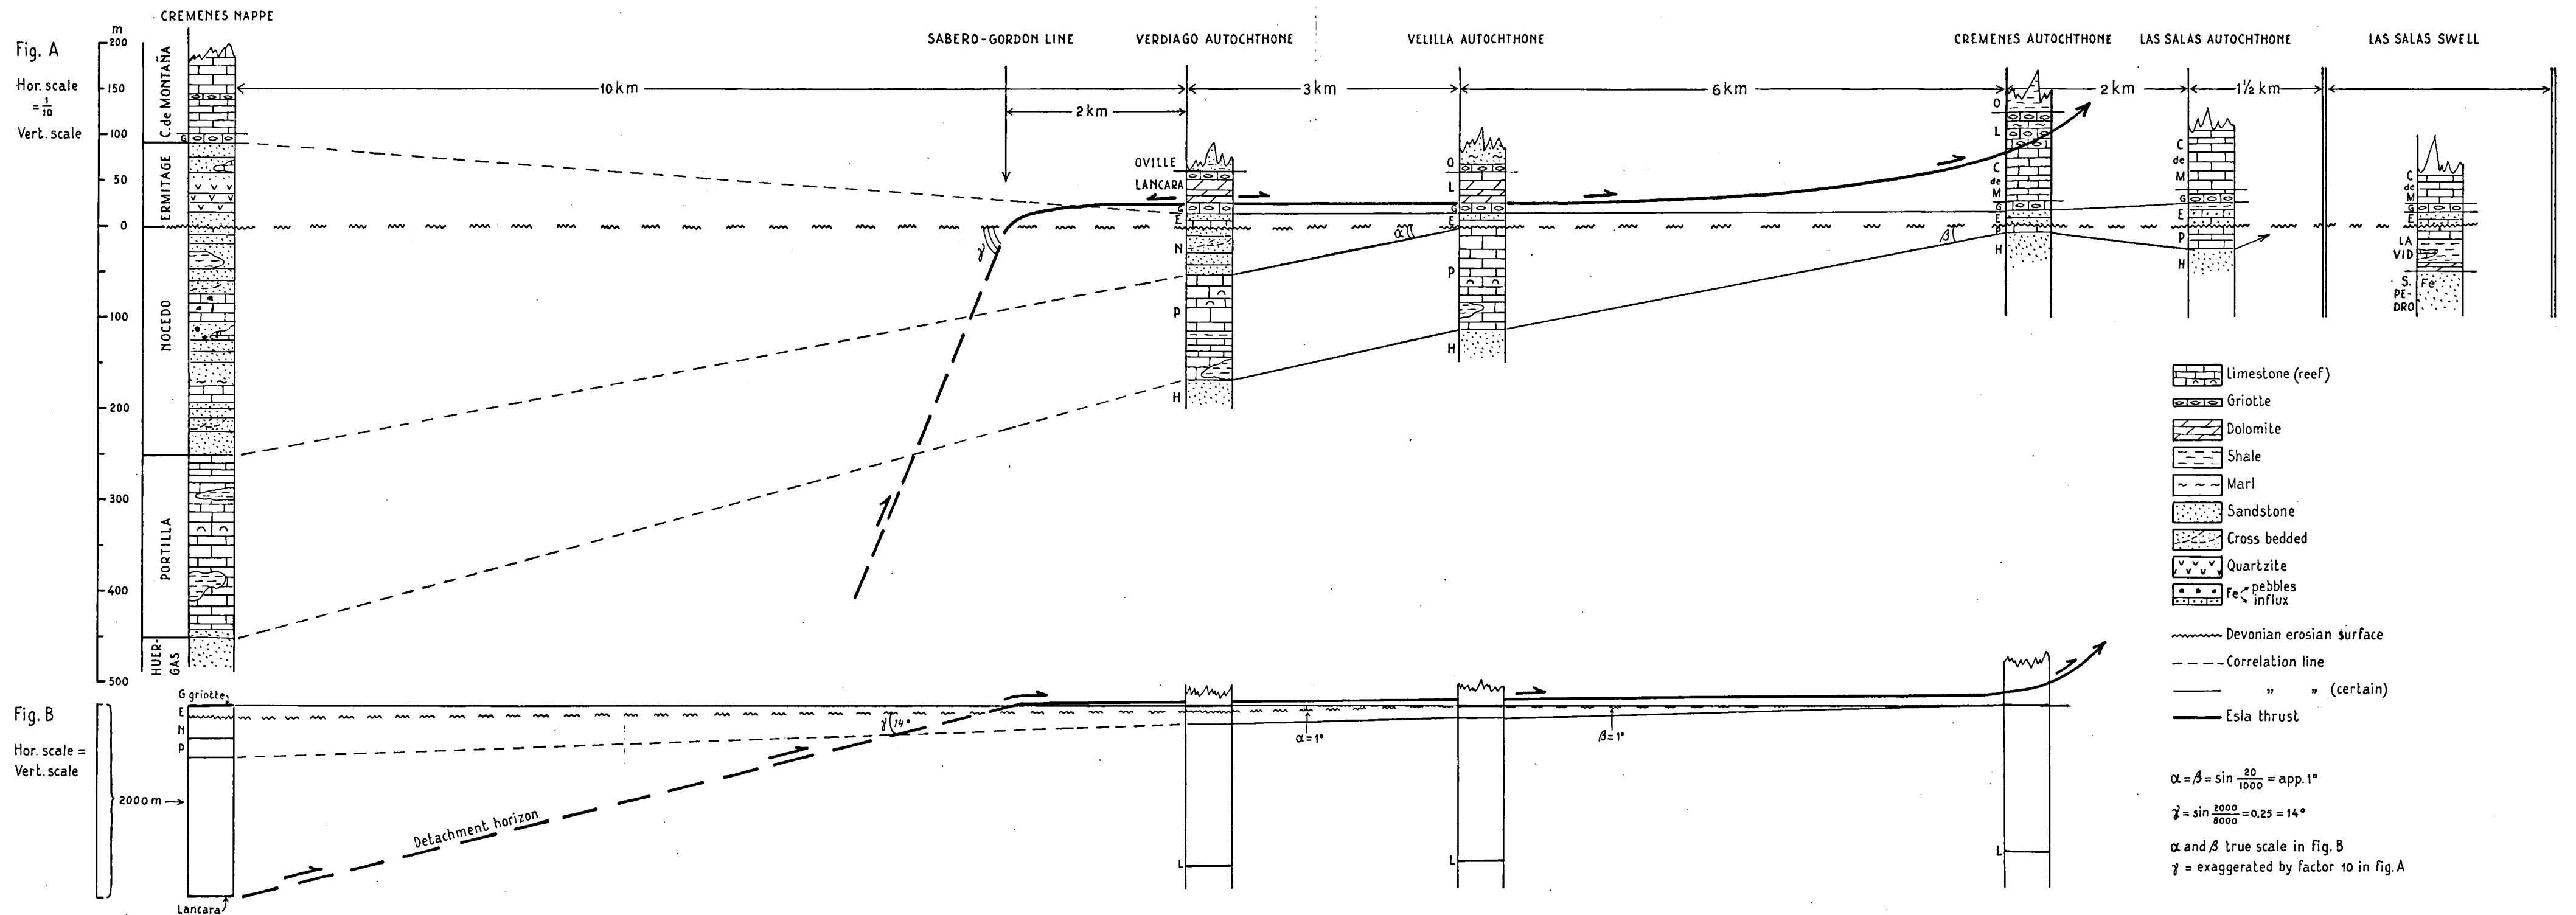 CREMENES NAPPE
Fig. A
Hor. scale
= 1/10
Vert. scale
m
200
150
100
50
0
100
200
300
400
500
C. de MONTAÑA
ERMITAGE
NOCEDO
PORTILLA
HUER-
GAS
G
SABERO-GORDON LINE
VERDIAGO AUTOCHTHONE
VELILLA AUTOCHTHONE
CREMENES AUTOCHTHONE
LAS SALAS AUTOCHTHONE
LAS SALAS SWELL
10 km
3 km
6 km
2 km
1½ km
2 km
OVILLE
LANCARA
G
E
N
P
H
O
L
G
E
P
H
O
L
C
de
M
G
E
P
H
C
de
M
G
E
P
H
C
de
M
G
E
LA
VID
S.
PE-
DRO
Fe
γ
α
β
Limestone (reef)
Griotte
Dolomite
Shale
Marl
Sandstone
Cross bedded
Quartzite
Fe pebbles
influx
Devonian erosian surface
Correlation line
" " (certain)
Esla thrust
α = β = sin 20/1000 = app. 1°
γ = sin 2000/8000 = 0.25 = 14°
α and β true scale in fig. B
γ = exaggerated by factor 10 in fig. A
Fig. B
Hor. scale =
Vert. scale
2000 m
G griotte
E
N
P
Lancara
Detachment horizon
γ 14°
α = 1°
β = 1°
L
L
L